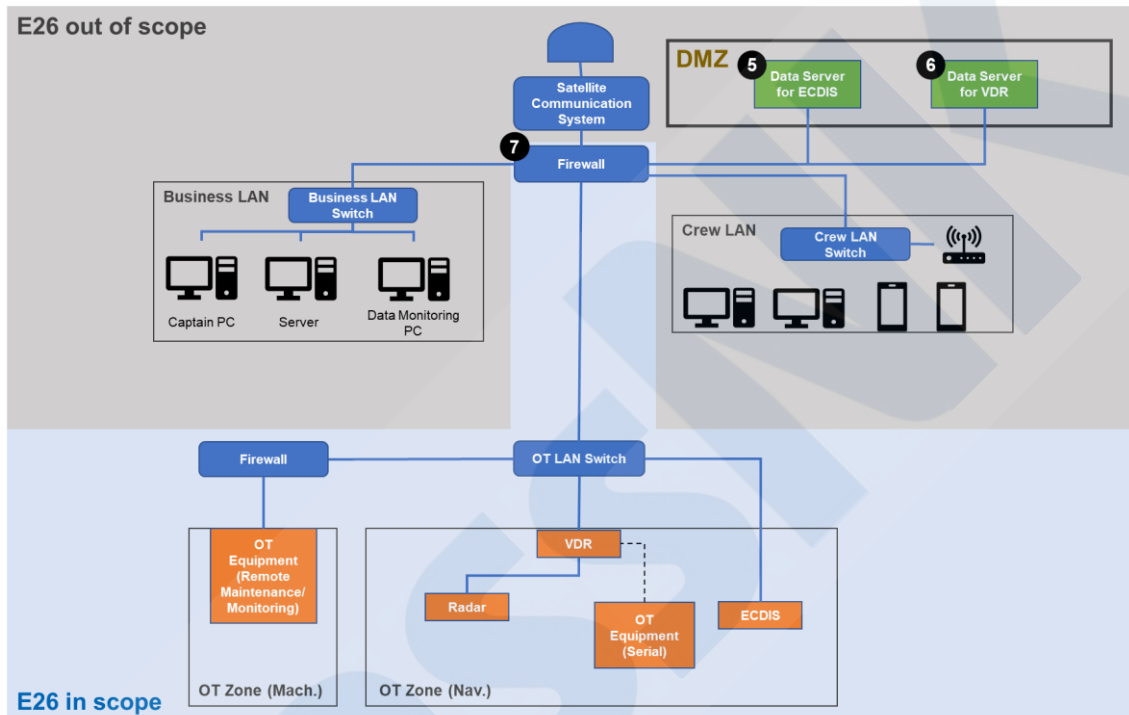 E26 out of scope
Satellite
Communication
System
DMZ
5
Data Server
for ECDIS
6
Data Server
for VDR
7
Firewall
Business LAN
Business LAN
Switch
Captain PC
Server
Data Monitoring
PC
Crew LAN
Crew LAN
Switch
Firewall
OT LAN Switch
OT
Equipment
(Remote
Maintenance/
Monitoring)
OT Zone (Mach.)
VDR
Radar
OT
Equipment
(Serial)
ECDIS
OT Zone (Nav.)
E26 in scope